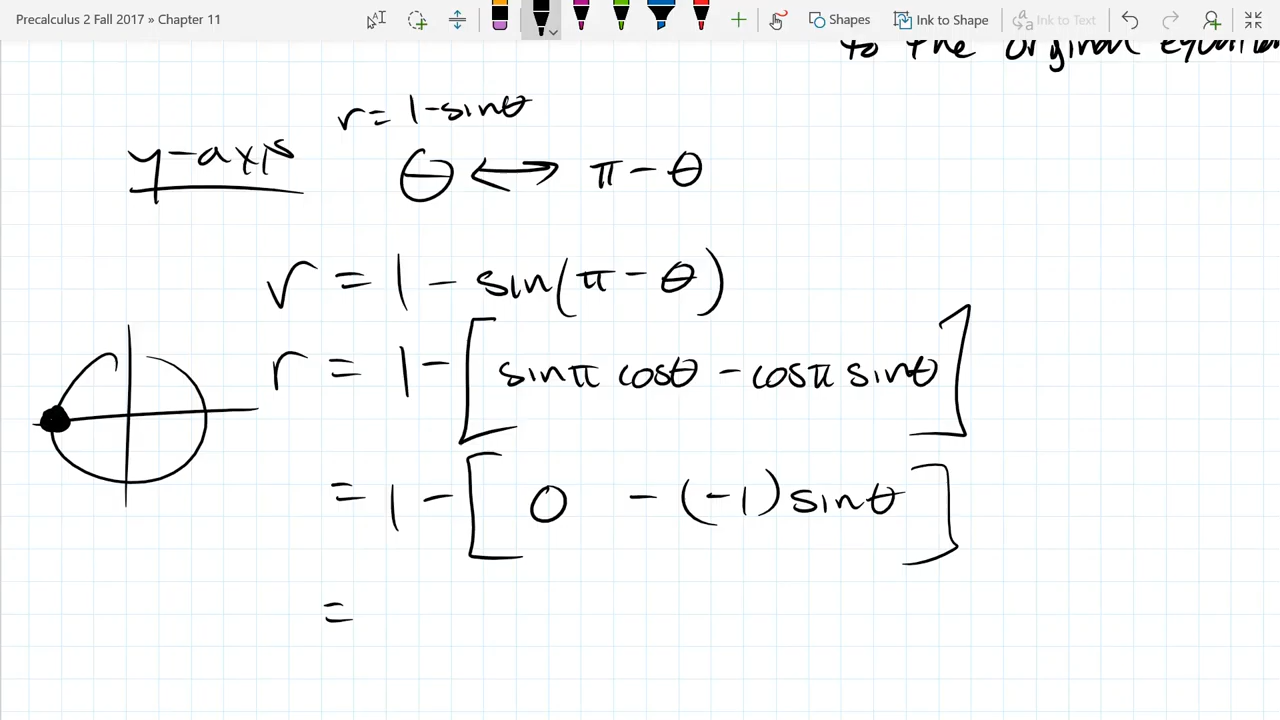 Precalculus 2 Fall 2017 » Chapter 11
Shapes
Ink to Shape
Ink to Text
to the original equation
r = 1-sinθ
y-axis
θ ↔ π - θ
r = 1 - sin(π - θ)
r = 1 - [sinπ cosθ - cosπ sinθ]
= 1 - [0 - (-1) sinθ]
=